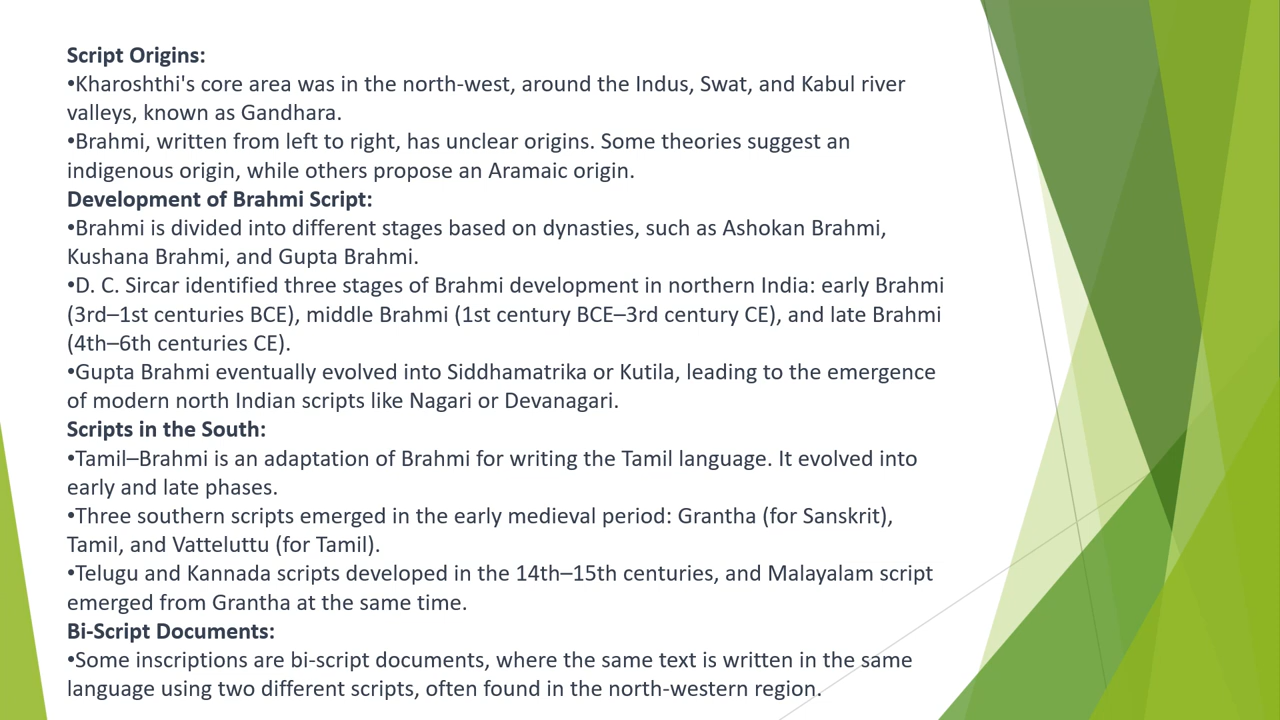 Script Origins:
•Kharoshthi's core area was in the north-west, around the Indus, Swat, and Kabul river
valleys, known as Gandhara.
•Brahmi, written from left to right, has unclear origins. Some theories suggest an
indigenous origin, while others propose an Aramaic origin.
Development of Brahmi Script:
•Brahmi is divided into different stages based on dynasties, such as Ashokan Brahmi,
Kushana Brahmi, and Gupta Brahmi.
•D. C. Sircar identified three stages of Brahmi development in northern India: early Brahmi
(3rd–1st centuries BCE), middle Brahmi (1st century BCE–3rd century CE), and late Brahmi
(4th–6th centuries CE).
•Gupta Brahmi eventually evolved into Siddhamatrika or Kutila, leading to the emergence
of modern north Indian scripts like Nagari or Devanagari.
Scripts in the South:
•Tamil–Brahmi is an adaptation of Brahmi for writing the Tamil language. It evolved into
early and late phases.
•Three southern scripts emerged in the early medieval period: Grantha (for Sanskrit),
Tamil, and Vatteluttu (for Tamil).
•Telugu and Kannada scripts developed in the 14th–15th centuries, and Malayalam script
emerged from Grantha at the same time.
Bi-Script Documents:
•Some inscriptions are bi-script documents, where the same text is written in the same
language using two different scripts, often found in the north-western region.